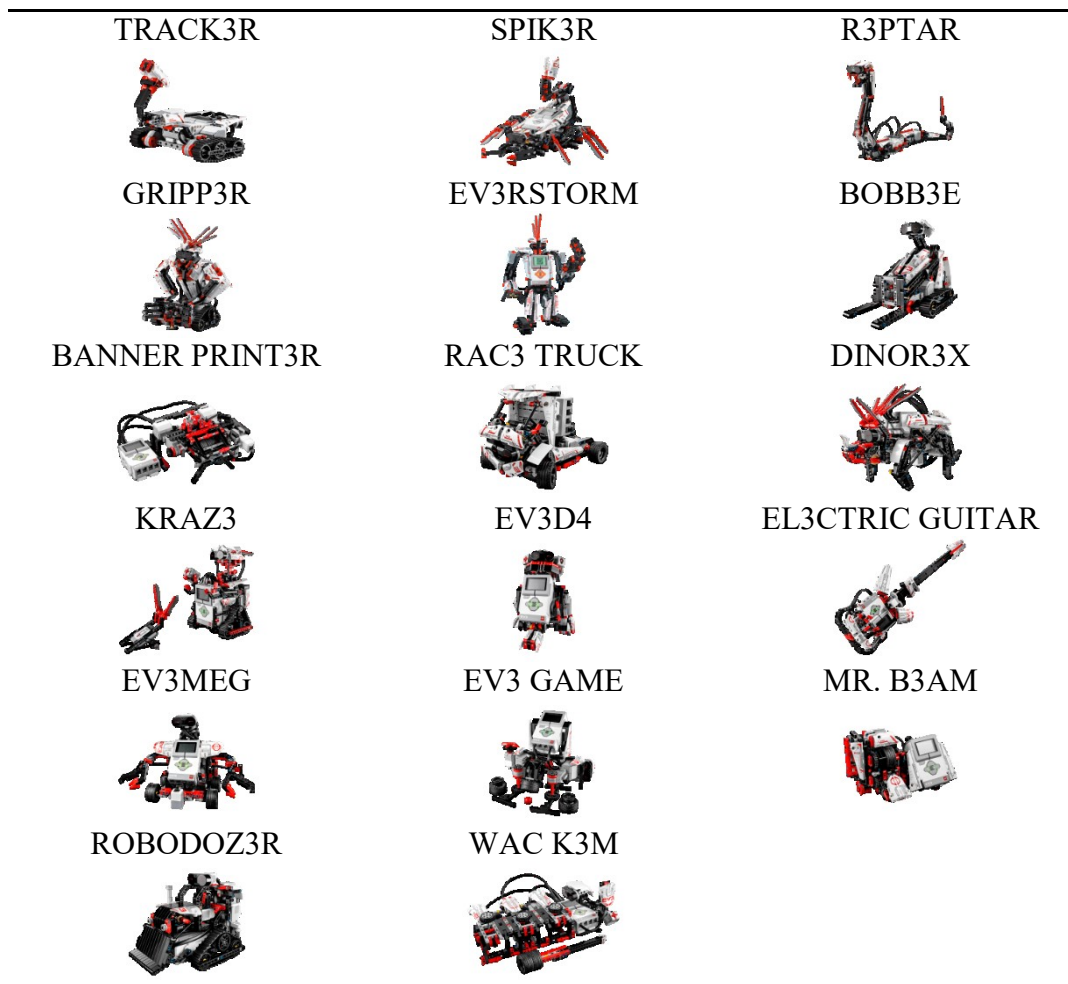 TRACK3R SPIK3R R3PTAR
GRIPP3R EV3RSTORM BOBB3E
BANNER PRINT3R RAC3 TRUCK DINOR3X
KRAZ3 EV3D4 EL3CTRIC GUITAR
EV3MEG EV3 GAME MR. B3AM
ROBODOZ3R WAC K3M